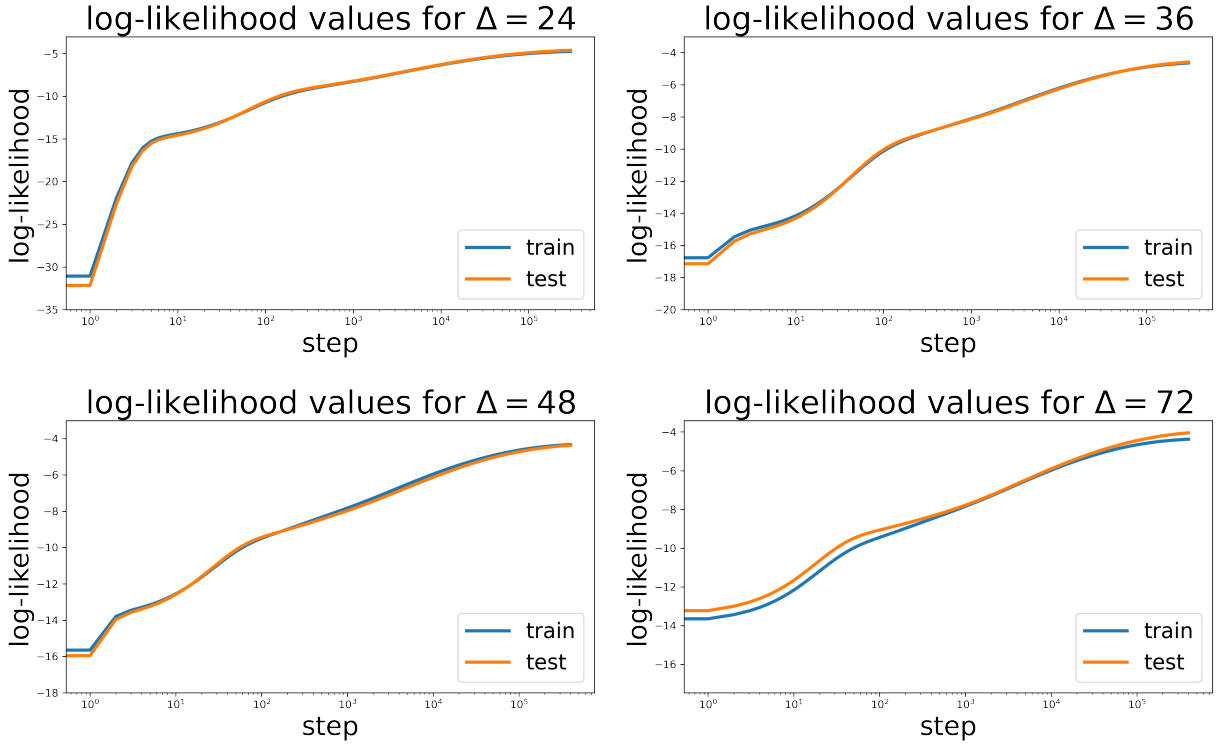 log-likelihood values for Δ = 24
log-likelihood
−5
−10
−15
−20
−25
−30
−35
10⁰ 10¹ 10² 10³ 10⁴ 10⁵
step
train
test
log-likelihood values for Δ = 36
log-likelihood
−4
−6
−8
−10
−12
−14
−16
−18
−20
10⁰ 10¹ 10² 10³ 10⁴ 10⁵
step
train
test
log-likelihood values for Δ = 48
log-likelihood
−4
−6
−8
−10
−12
−14
−16
−18
10⁰ 10¹ 10² 10³ 10⁴ 10⁵
step
train
test
log-likelihood values for Δ = 72
log-likelihood
−4
−6
−8
−10
−12
−14
−16
10⁰ 10¹ 10² 10³ 10⁴ 10⁵
step
train
test